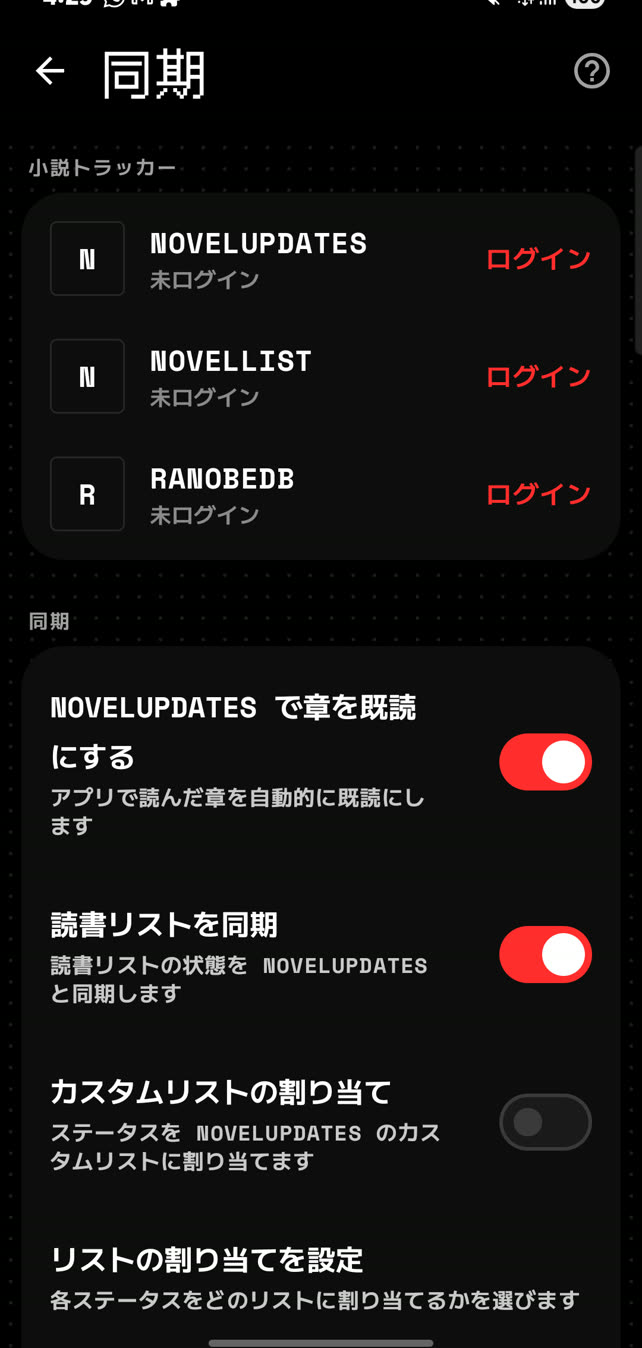 同期
小説トラッカー
N
NOVELUPDATES
未ログイン
ログイン
N
NOVELLIST
未ログイン
ログイン
R
RANOBEDB
未ログイン
ログイン
同期
NOVELUPDATES で章を既読
にする
アプリで読んだ章を自動的に既読にし
ます
読書リストを同期
読書リストの状態を NOVELUPDATES
と同期します
カスタムリストの割り当て
ステータスを NOVELUPDATES のカス
タムリストに割り当てます
リストの割り当てを設定
各ステータスをどのリストに割り当てるかを選びます